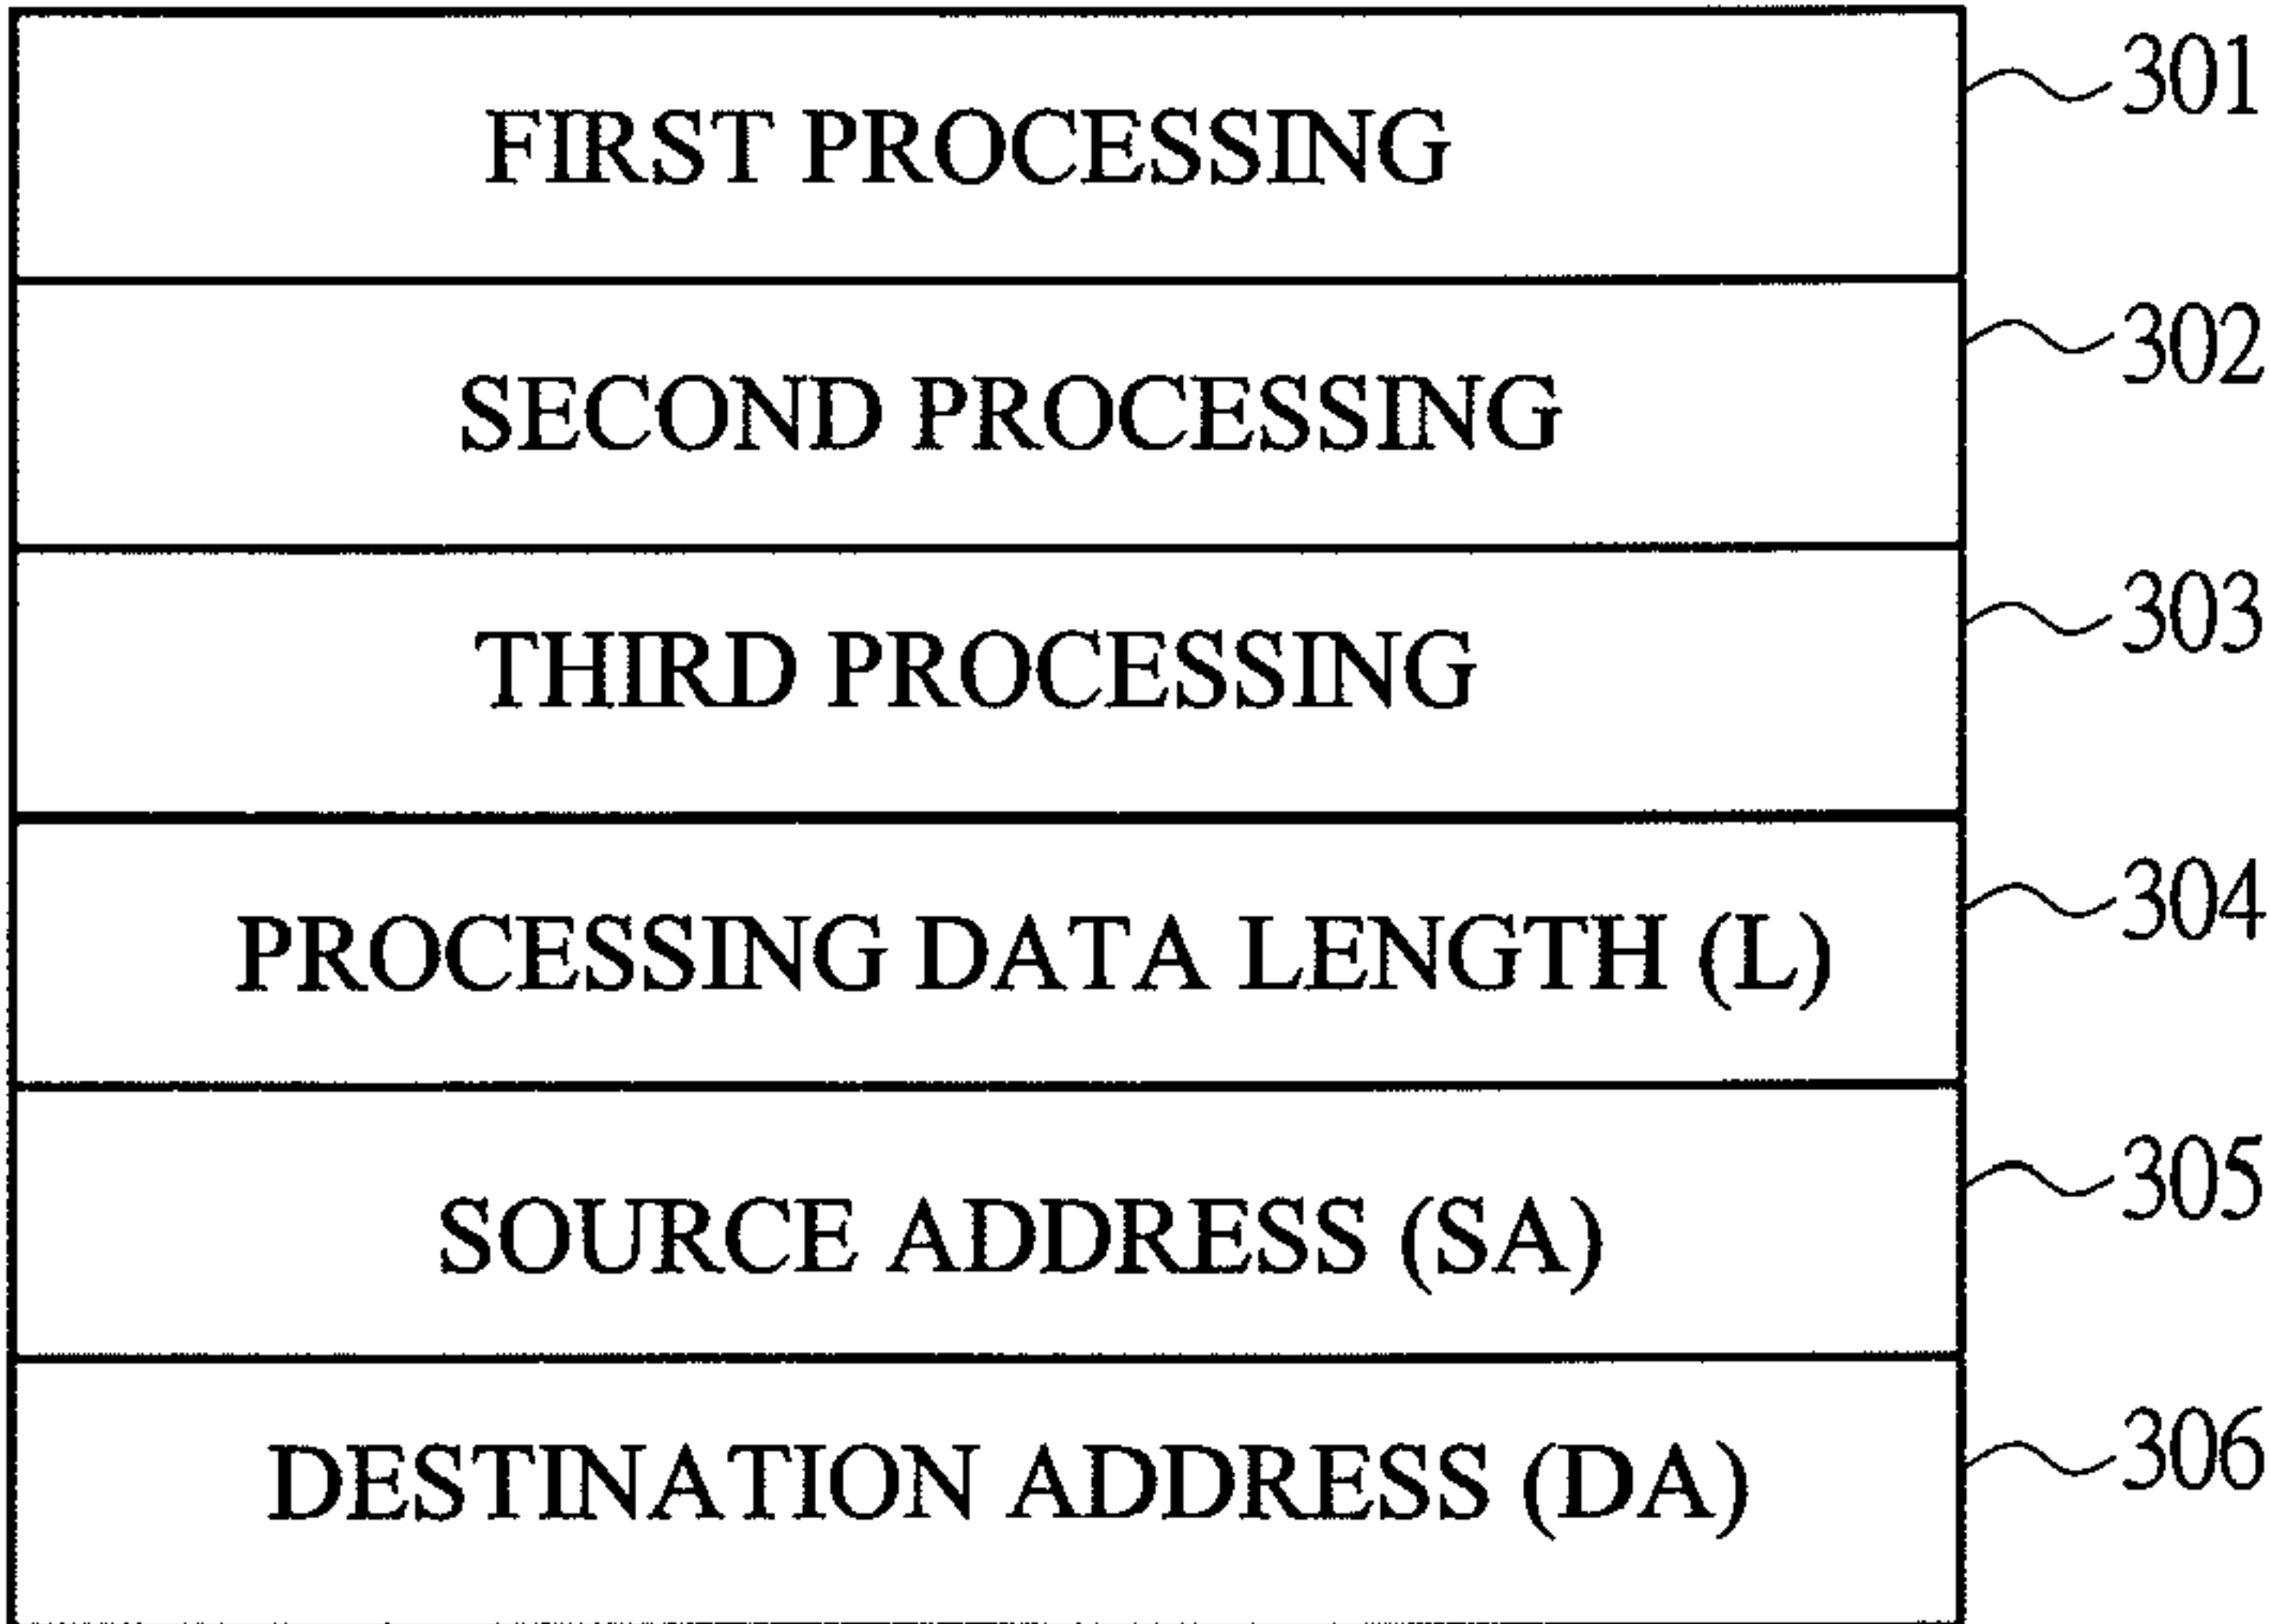 FIRST PROCESSING
301
SECOND PROCESSING
302
THIRD PROCESSING
303
PROCESSING DATA LENGTH (L)
304
SOURCE ADDRESS (SA)
305
DESTINATION ADDRESS (DA)
306